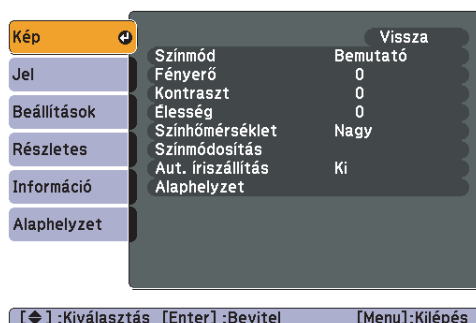 Kép
Jel
Beállítások
Részletes
Információ
Alaphelyzet
Vissza
Színmód Bemutató
Fényerő 0
Kontraszt 0
Élesség 0
Színhőmérséklet Nagy
Színmódosítás
Aut. íriszállítás Ki
Alaphelyzet
[◆] :Kiválasztás [Enter] :Bevitel [Menu]:Kilépés